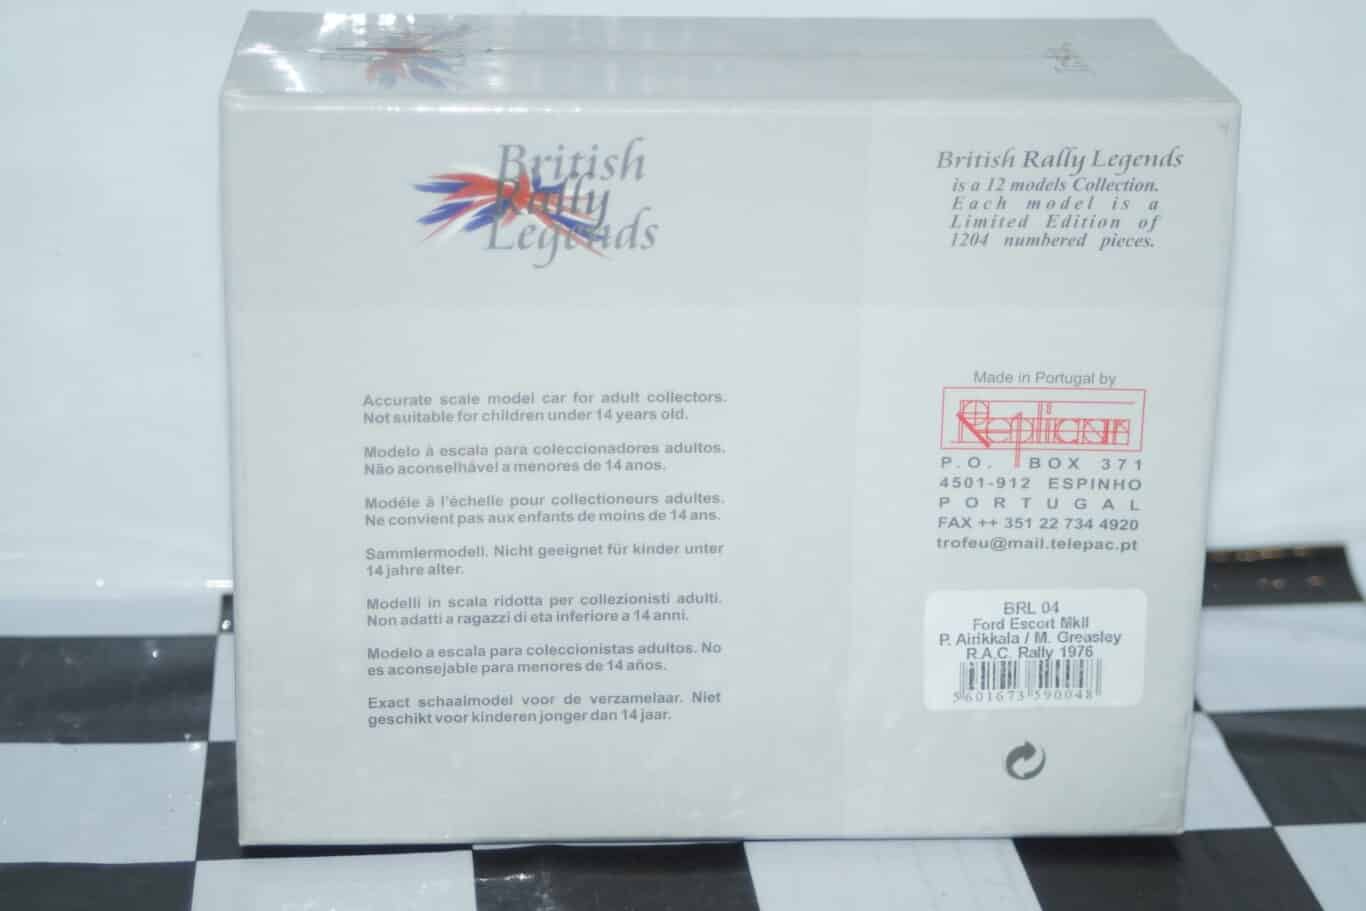 British
Rally
Legends
British Rally Legends
is a 12 models Collection.
Each model is a
Limited Edition of
1204 numbered pieces.
Accurate scale model car for adult collectors.
Not suitable for children under 14 years old.
Modelo à escala para coleccionadores adultos.
Não aconselhável a menores de 14 anos.
Modéle à l'échelle pour collectioneurs adultes.
Ne convient pas aux enfants de moins de 14 ans.
Sammlermodell. Nicht geeignet für kinder unter
14 jahre alter.
Modelli in scala ridotta per collezionisti adulti.
Non adatti a ragazzi di eta inferiore a 14 anni.
Modelo a escala para coleccionistas adultos. No
es aconsejable para menores de 14 años.
Exact schaalmodel voor de verzamelaar. Niet
geschikt voor kinderen jonger dan 14 jaar.
Made in Portugal by
Replicar
P.O. BOX 371
4501-912 ESPINHO
PORTUGAL
FAX ++ 351 22 734 4920
trofeu@mail.telepac.pt
BRL 04
Ford Escort MkII
P. Airikkala / M. Greasley
R.A.C. Rally 1976
5601673590048